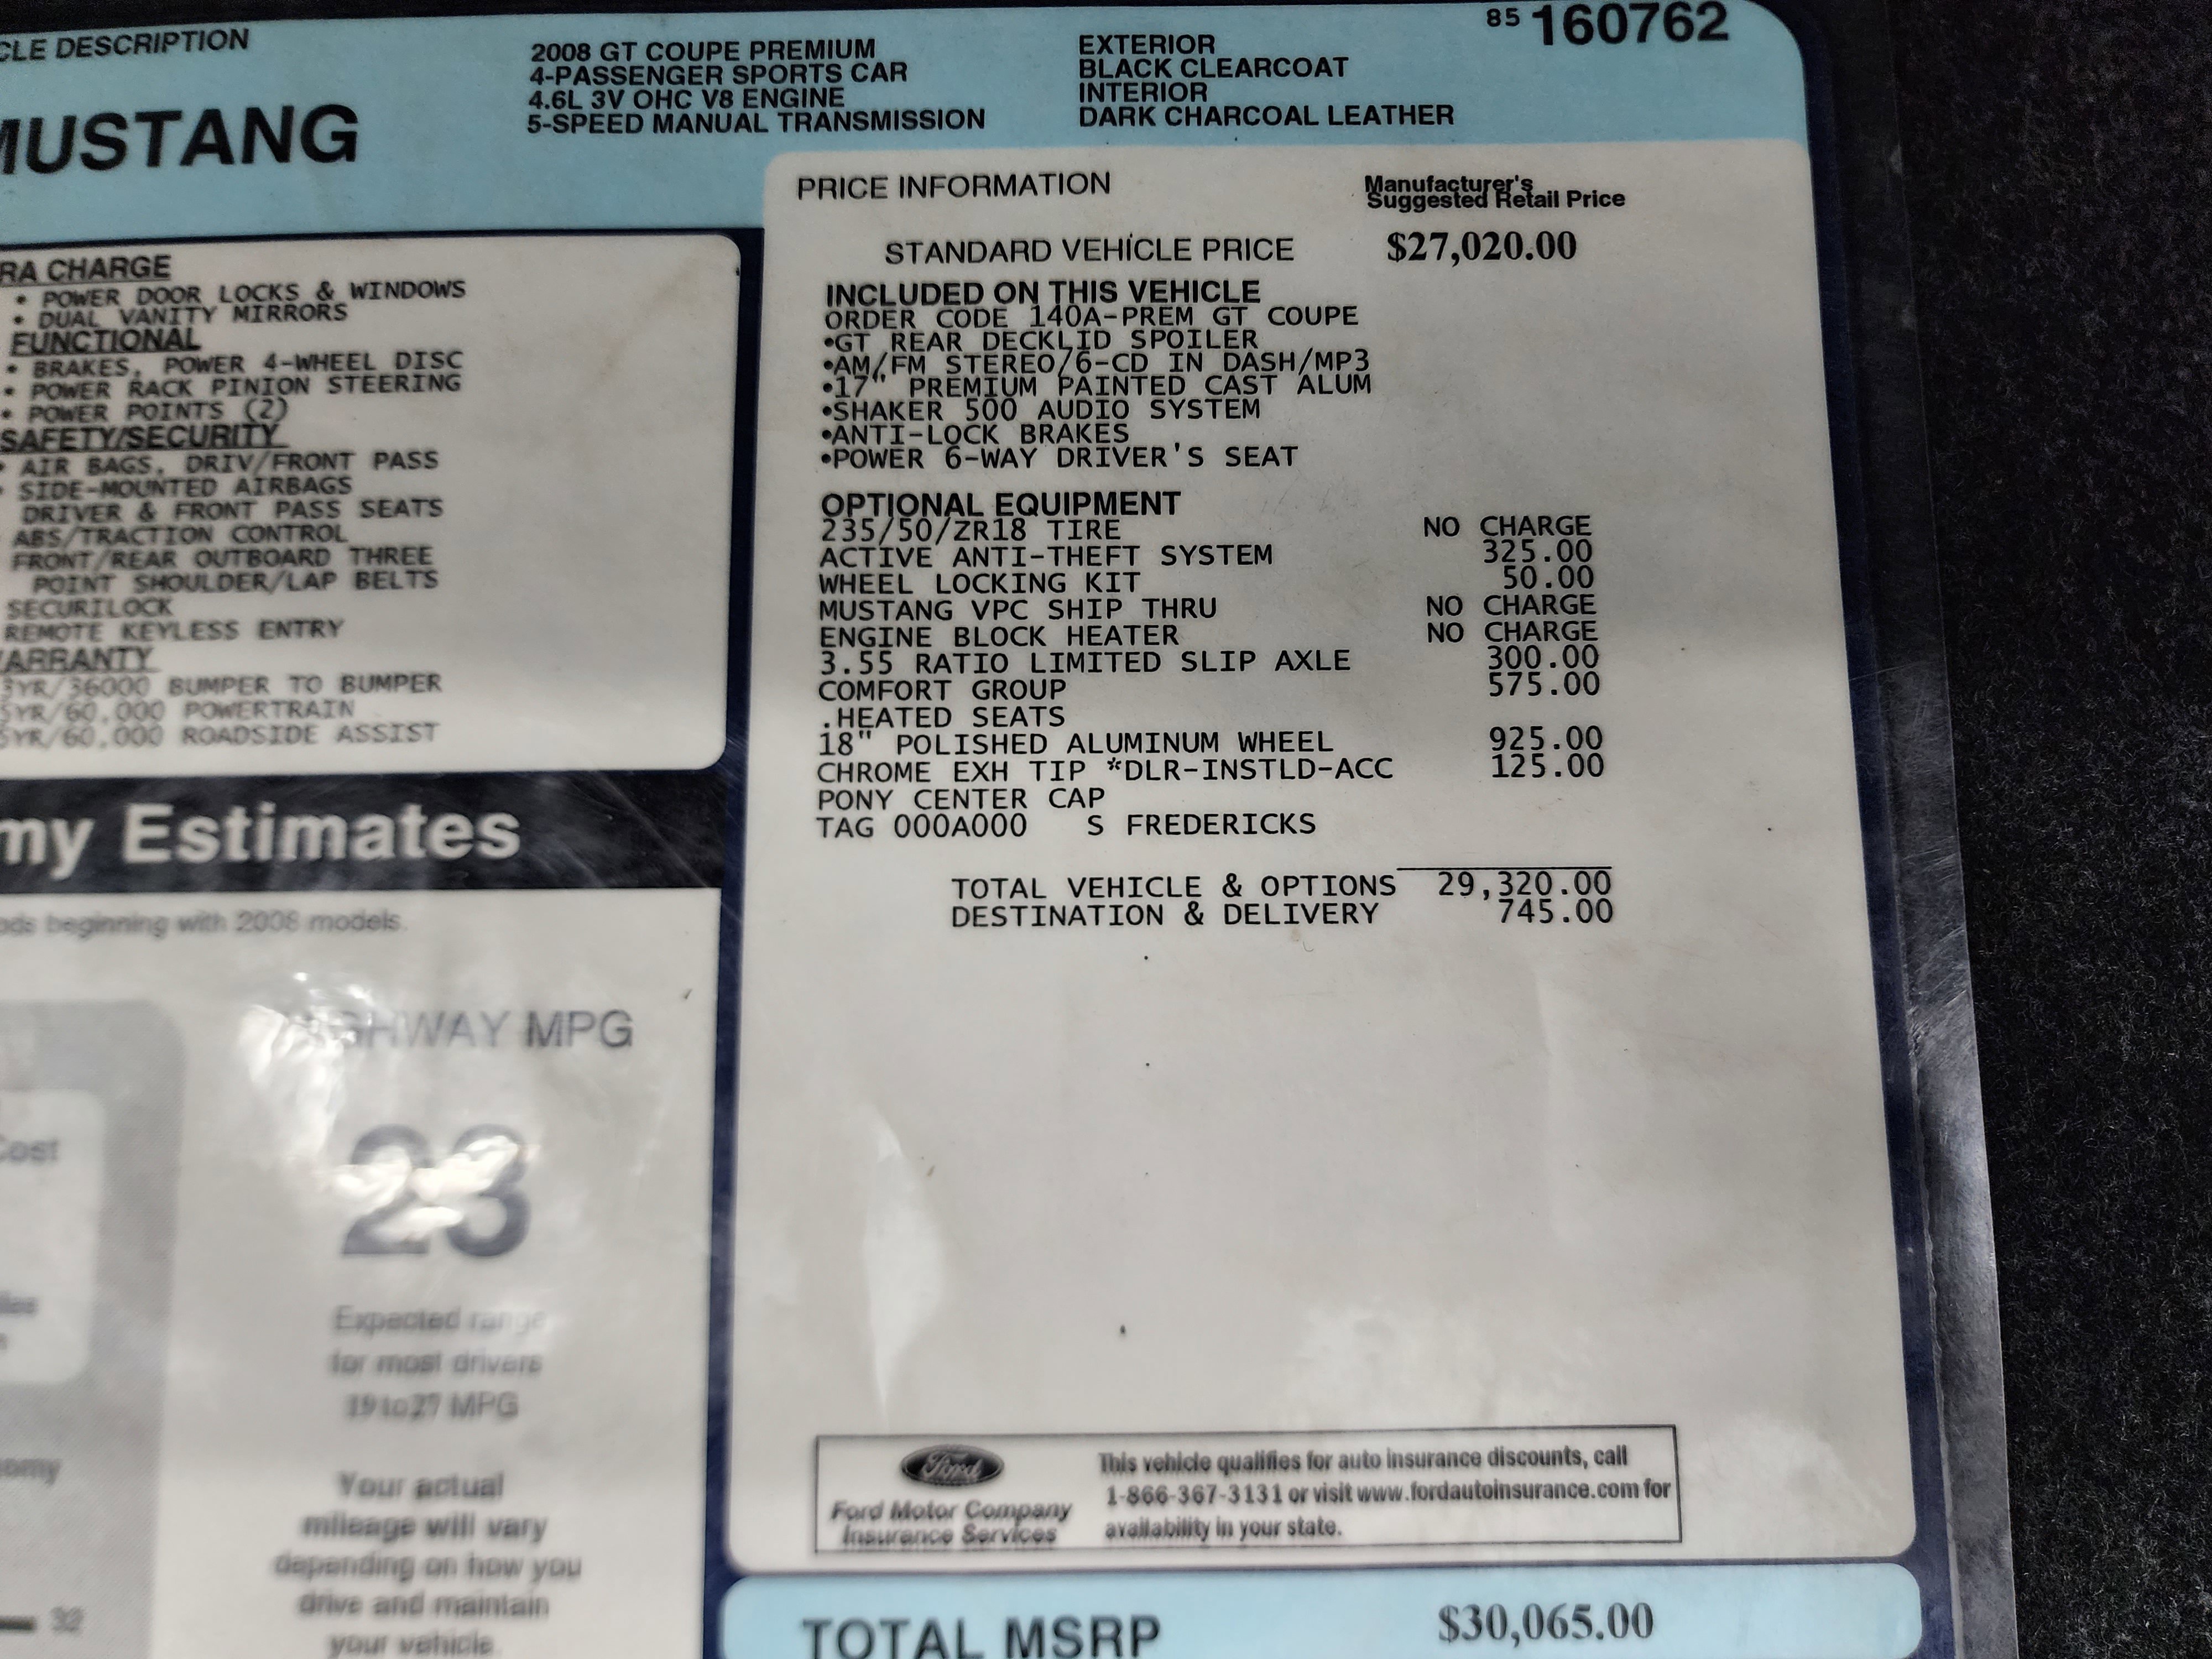 CLE DESCRIPTION
MUSTANG
2008 GT COUPE PREMIUM
4-PASSENGER SPORTS CAR
4.6L 3V OHC V8 ENGINE
5-SPEED MANUAL TRANSMISSION
EXTERIOR
BLACK CLEARCOAT
INTERIOR
DARK CHARCOAL LEATHER
85 160762
RA CHARGE
• POWER DOOR LOCKS & WINDOWS
• DUAL VANITY MIRRORS
FUNCTIONAL
• BRAKES, POWER 4-WHEEL DISC
• POWER RACK PINION STEERING
• POWER POINTS (2)
SAFETY/SECURITY
• AIR BAGS, DRIV/FRONT PASS
• SIDE-MOUNTED AIRBAGS
DRIVER & FRONT PASS SEATS
ABS/TRACTION CONTROL
FRONT/REAR OUTBOARD THREE
POINT SHOULDER/LAP BELTS
SECURILOCK
REMOTE KEYLESS ENTRY
ARRANTY
3YR/36000 BUMPER TO BUMPER
5YR/60,000 POWERTRAIN
5YR/60,000 ROADSIDE ASSIST
my Estimates
ods beginning with 2008 models.
HIGHWAY MPG
23
Expected range
for most drivers
19 to 27 MPG
Your actual
mileage will vary
depending on how you
drive and maintain
your vehicle.
Cost
les
omy
32
PRICE INFORMATION
Manufacturer's
Suggested Retail Price
STANDARD VEHICLE PRICE $27,020.00
INCLUDED ON THIS VEHICLE
ORDER CODE 140A-PREM GT COUPE
•GT REAR DECKLID SPOILER
•AM/FM STEREO/6-CD IN DASH/MP3
•17" PREMIUM PAINTED CAST ALUM
•SHAKER 500 AUDIO SYSTEM
•ANTI-LOCK BRAKES
•POWER 6-WAY DRIVER'S SEAT
OPTIONAL EQUIPMENT
235/50/ZR18 TIRE NO CHARGE
ACTIVE ANTI-THEFT SYSTEM 325.00
WHEEL LOCKING KIT 50.00
MUSTANG VPC SHIP THRU NO CHARGE
ENGINE BLOCK HEATER NO CHARGE
3.55 RATIO LIMITED SLIP AXLE 300.00
COMFORT GROUP 575.00
.HEATED SEATS
18" POLISHED ALUMINUM WHEEL 925.00
CHROME EXH TIP *DLR-INSTLD-ACC 125.00
PONY CENTER CAP
TAG 000A000 S FREDERICKS
TOTAL VEHICLE & OPTIONS 29,320.00
DESTINATION & DELIVERY 745.00
Ford
Ford Motor Company
Insurance Services
This vehicle qualifies for auto insurance discounts, call
1-866-367-3131 or visit www.fordautoinsurance.com for
availability in your state.
TOTAL MSRP $30,065.00